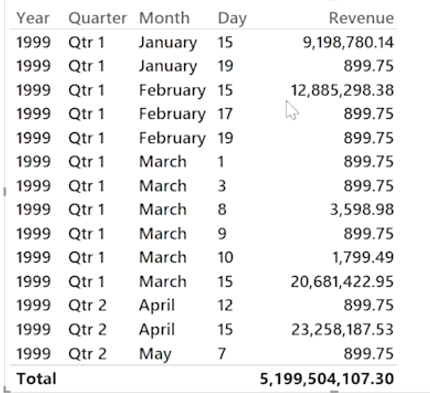 Year Quarter Month Day Revenue
1999 Qtr 1 January 15 9,198,780.14
1999 Qtr 1 January 19 899.75
1999 Qtr 1 February 15 12,885,298.38
1999 Qtr 1 February 17 899.75
1999 Qtr 1 February 19 899.75
1999 Qtr 1 March 1 899.75
1999 Qtr 1 March 3 899.75
1999 Qtr 1 March 8 3,598.98
1999 Qtr 1 March 9 899.75
1999 Qtr 1 March 10 1,799.49
1999 Qtr 1 March 15 20,681,422.95
1999 Qtr 2 April 12 899.75
1999 Qtr 2 April 15 23,258,187.53
1999 Qtr 2 May 7 899.75
Total 5,199,504,107.30